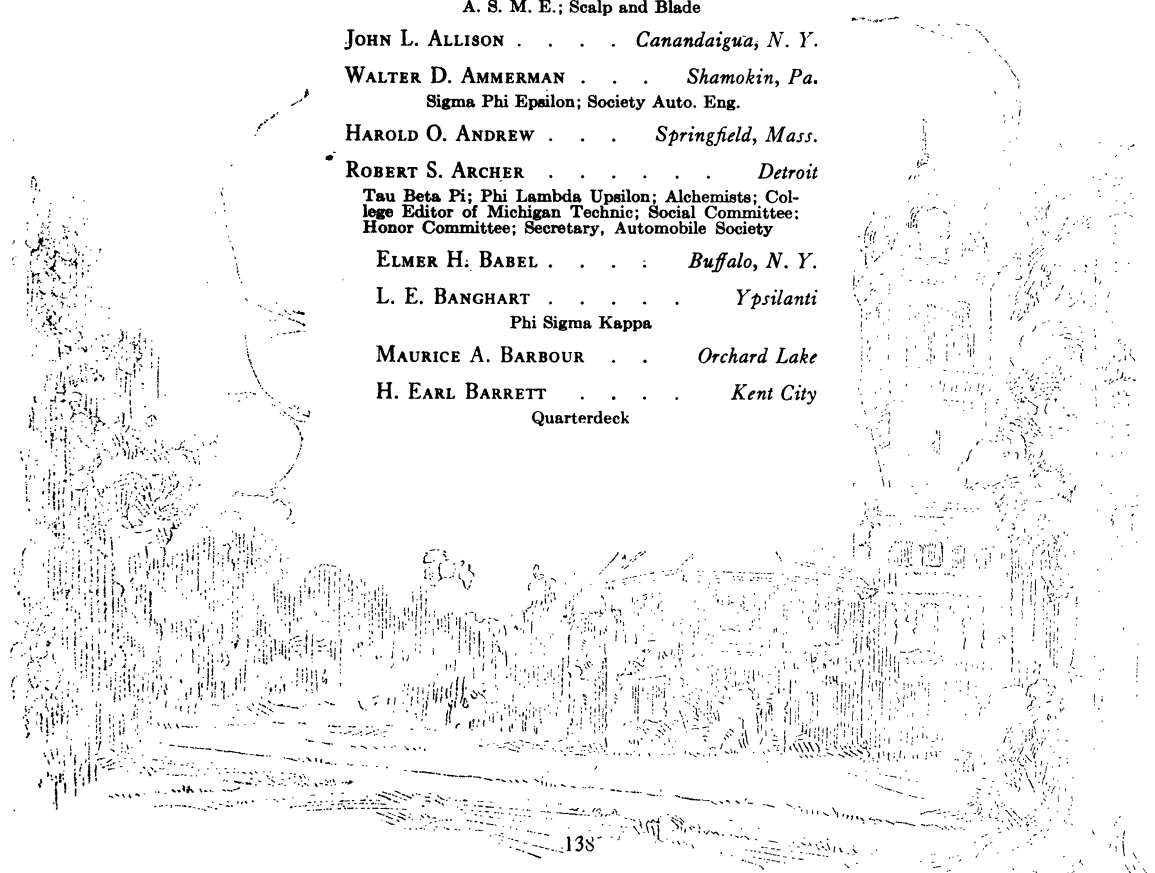 A. S. M. E.; Scalp and Blade
JOHN L. ALLISON . . . . Canandaigua, N. Y.
WALTER D. AMMERMAN . . . Shamokin, Pa.
Sigma Phi Epsilon; Society Auto. Eng.
HAROLD O. ANDREW . . . Springfield, Mass.
ROBERT S. ARCHER . . . . . . Detroit
Tau Beta Pi; Phi Lambda Upsilon; Alchemists; Col-
lege Editor of Michigan Technic; Social Committee;
Honor Committee; Secretary, Automobile Society
ELMER H. BABEL . . . . Buffalo, N. Y.
L. E. BANGHART . . . . . Ypsilanti
Phi Sigma Kappa
MAURICE A. BARBOUR . . Orchard Lake
H. EARL BARRETT . . . . Kent City
Quarterdeck
138